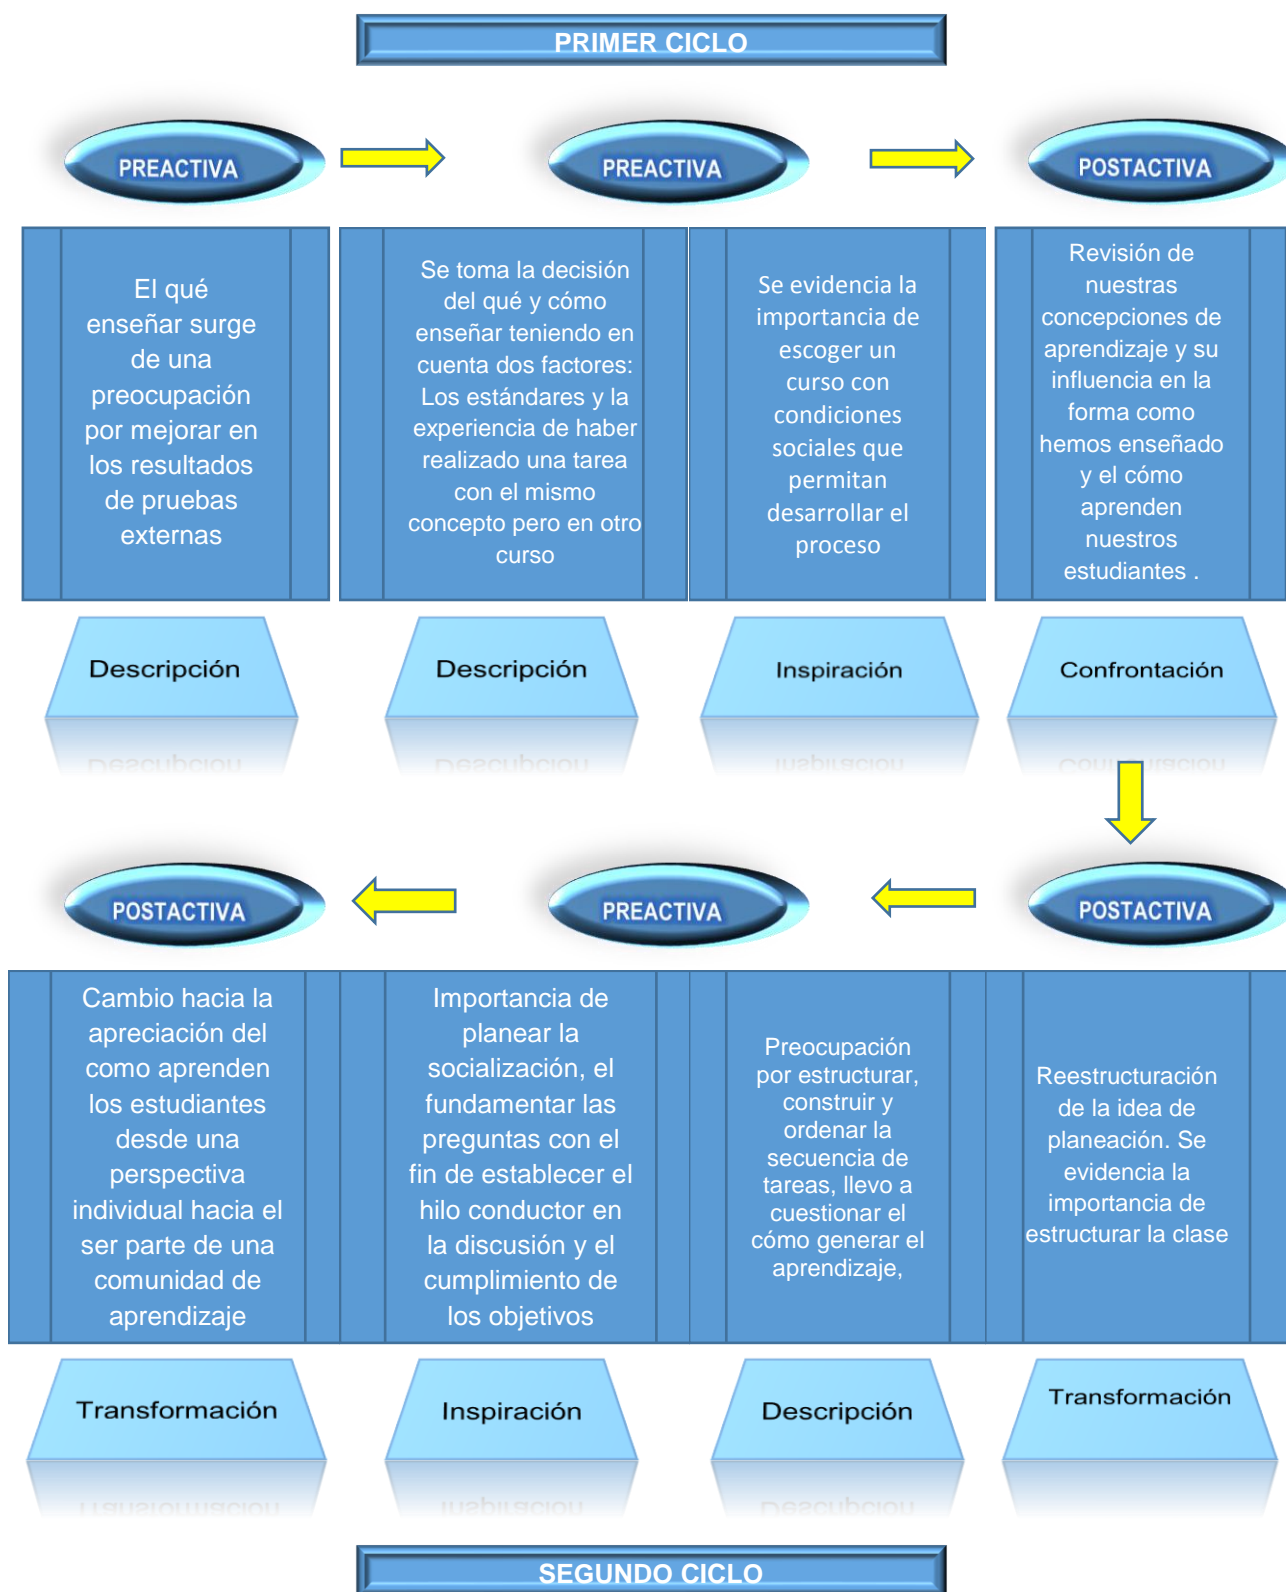 PRIMER CICLO
PREACTIVA
PREACTIVA
POSTACTIVA
El qué
enseñar surge
de una
preocupación
por mejorar en
los resultados
de pruebas
externas
Se toma la decisión
del qué y cómo
enseñar teniendo en
cuenta dos factores:
Los estándares y la
experiencia de haber
realizado una tarea
con el mismo
concepto pero en otro
curso
Se evidencia la
importancia de
escoger un
curso con
condiciones
sociales que
permitan
desarrollar el
proceso
Revisión de
nuestras
concepciones de
aprendizaje y su
influencia en la
forma como
hemos enseñado
y el cómo
aprenden
nuestros
estudiantes .
Descripción
Descripción
Inspiración
Confrontación
POSTACTIVA
PREACTIVA
POSTACTIVA
Cambio hacia la
apreciación del
como aprenden
los estudiantes
desde una
perspectiva
individual hacia el
ser parte de una
comunidad de
aprendizaje
Importancia de
planear la
socialización, el
fundamentar las
preguntas con el
fin de establecer el
hilo conductor en
la discusión y el
cumplimiento de
los objetivos
Preocupación
por estructurar,
construir y
ordenar la
secuencia de
tareas, llevo a
cuestionar el
cómo generar el
aprendizaje,
Reestructuración
de la idea de
planeación. Se
evidencia la
importancia de
estructurar la clase
Transformación
Inspiración
Descripción
Transformación
SEGUNDO CICLO